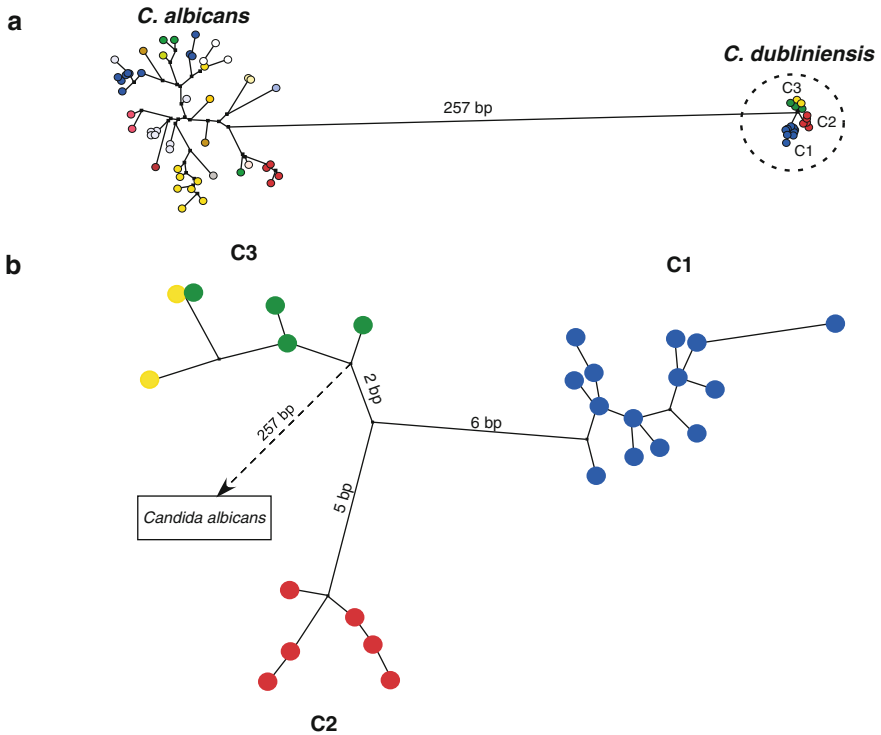 a
C. albicans
C. dubliniensis
257 bp
C3
C2
C1
b
C3
C1
2 bp
257 bp
6 bp
5 bp
Candida albicans
C2